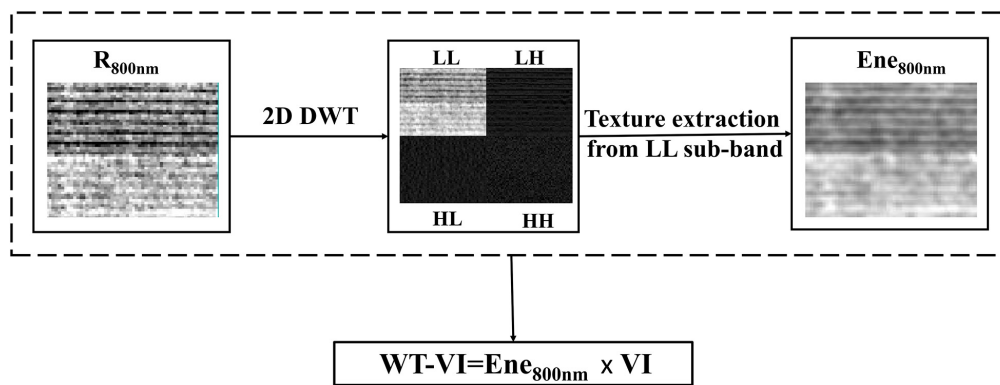 R800nm
2D DWT
LL LH
HL HH
Texture extraction
from LL sub-band
Ene800nm
WT-VI=Ene800nm x VI